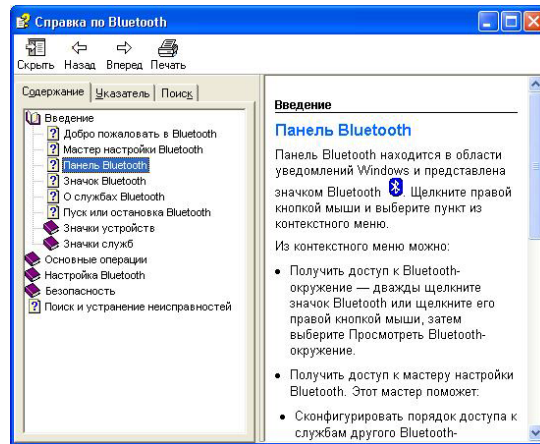 Справка по Bluetooth
Скрыть Назад Вперед Печать
Содержание Указатель Поиск
Введение
Добро пожаловать в Bluetooth
Мастер настройки Bluetooth
Панель Bluetooth
Значок Bluetooth
О службах Bluetooth
Пуск или остановка Bluetooth
Значки устройств
Значки служб
Основные операции
Настройка Bluetooth
Безопасность
Поиск и устранение неисправностей
Введение
Панель Bluetooth
Панель Bluetooth находится в области
уведомлений Windows и представлена
значком Bluetooth . Щелкните правой
кнопкой мыши и выберите пункт из
контекстного меню.
Из контекстного меню можно:
• Получить доступ к Bluetooth-
окружение — дважды щелкните
значок Bluetooth или щелкните его
правой кнопкой мыши, затем
выберите Просмотреть Bluetooth-
окружение.
• Получить доступ к мастеру настройки
Bluetooth. Этот мастер поможет:
• Сконфигурировать порядок доступа к
службам другого Bluetooth-